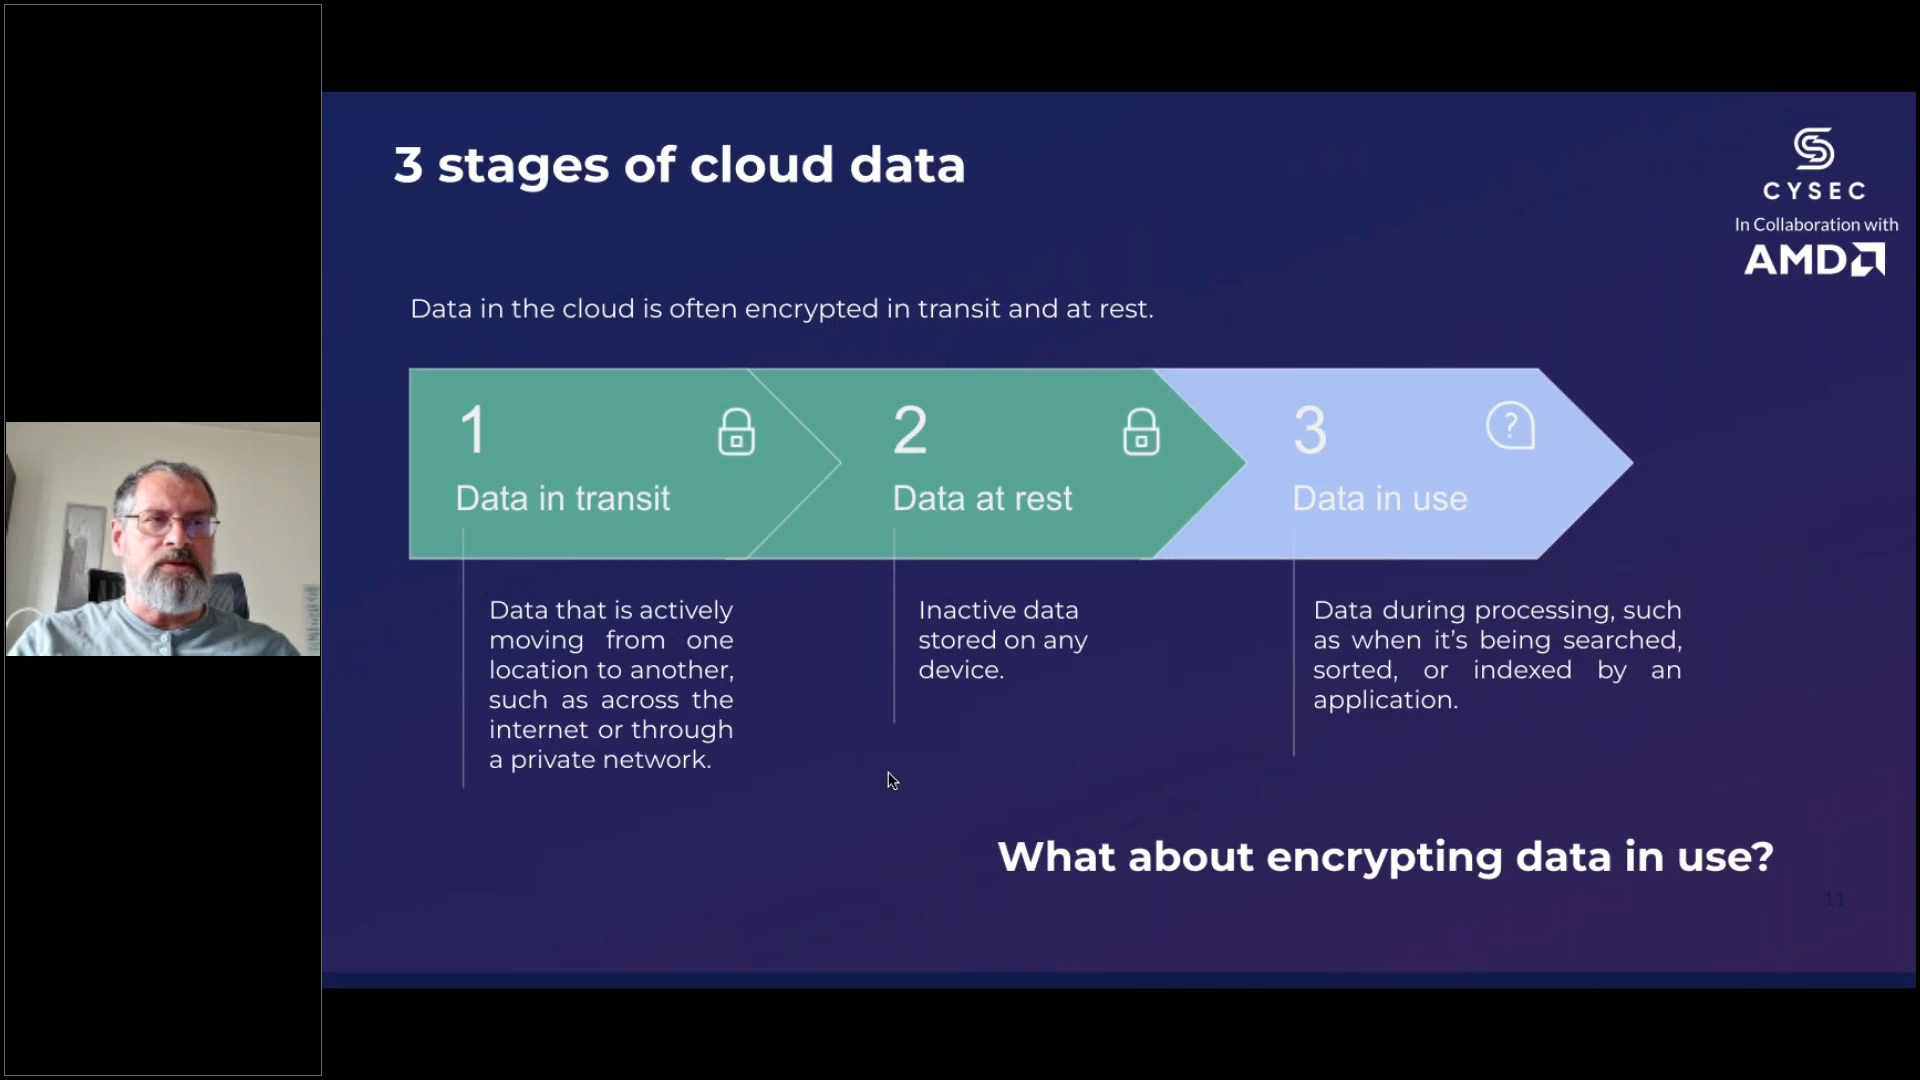 3 stages of cloud data
CYSEC
In Collaboration with
AMD
Data in the cloud is often encrypted in transit and at rest.
1
Data in transit
2
Data at rest
3
?
Data in use
Data that is actively
moving from one
location to another,
such as across the
internet or through
a private network.
Inactive data
stored on any
device.
Data during processing, such
as when it’s being searched,
sorted, or indexed by an
application.
What about encrypting data in use?
11